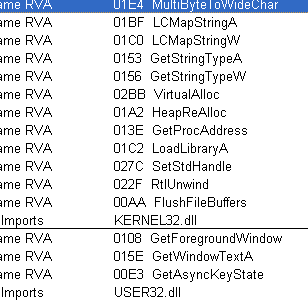 ame RVA 01E4 MultiByteToWideChar
ame RVA 01BF LCMapStringA
ame RVA 01C0 LCMapStringW
ame RVA 0153 GetStringTypeA
ame RVA 0156 GetStringTypeW
ame RVA 02BB VirtualAlloc
ame RVA 01A2 HeapReAlloc
ame RVA 013E GetProcAddress
ame RVA 01C2 LoadLibraryA
ame RVA 027C SetStdHandle
ame RVA 022F RtlUnwind
ame RVA 00AA FlushFileBuffers
Imports KERNEL32.dll
ame RVA 0108 GetForegroundWindow
ame RVA 015E GetWindowTextA
ame RVA 00E3 GetAsyncKeyState
Imports USER32.dll